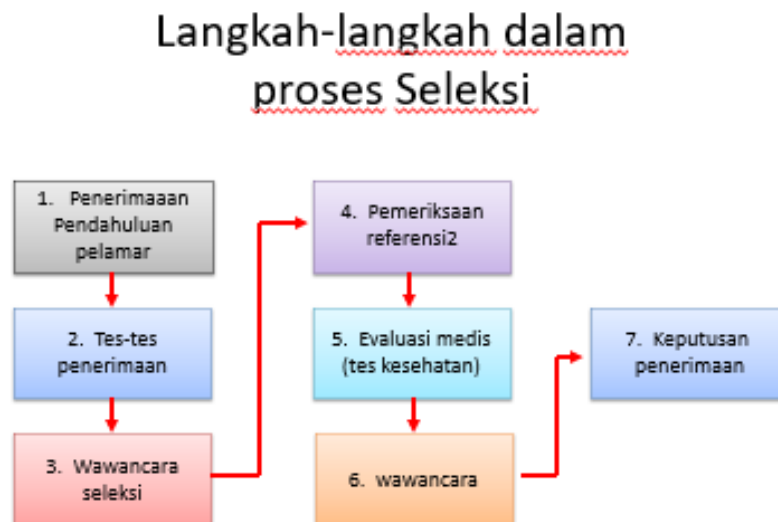 Langkah-langkah dalam
proses Seleksi
1. Penerimaaan
Pendahuluan
pelamar
2. Tes-tes
penerimaan
3. Wawancara
seleksi
4. Pemeriksaan
referensi2
5. Evaluasi medis
(tes kesehatan)
6. wawancara
7. Keputusan
penerimaan